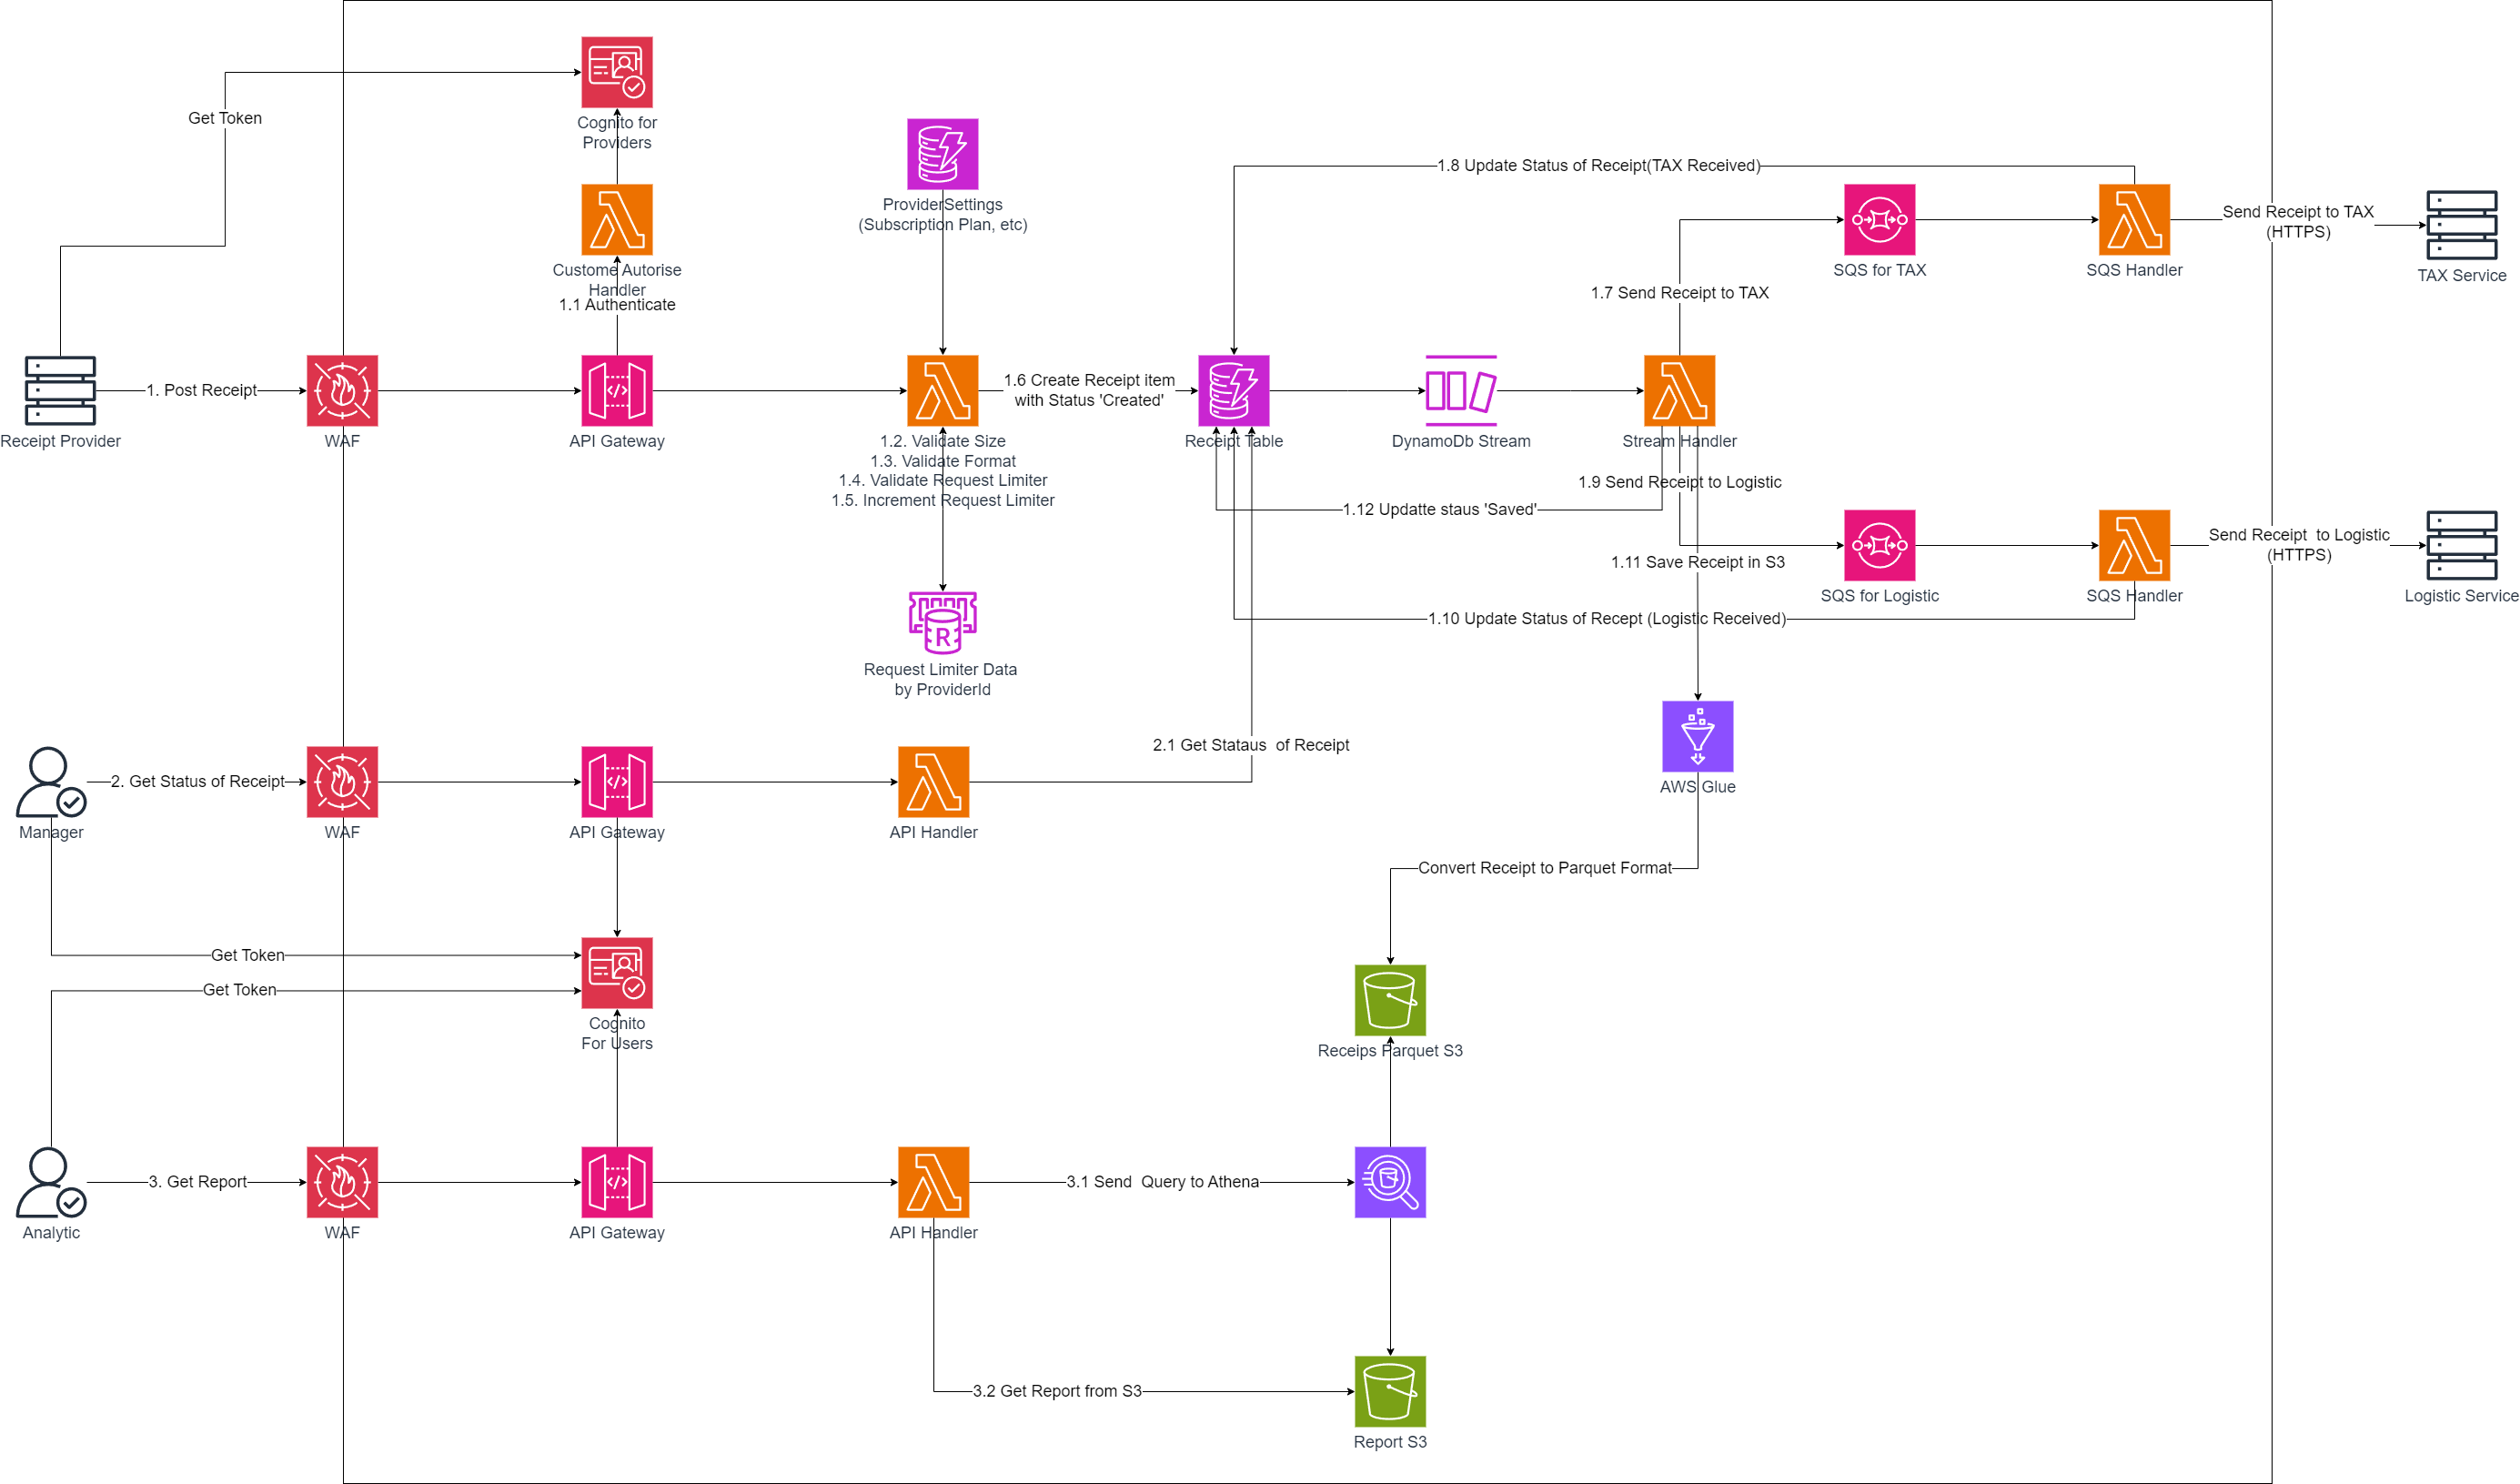 Cognito for
Providers
Get Token
ProviderSettings
(Subscription Plan, etc)
1.8 Update Status of Receipt(TAX Received)
Send Receipt to TAX
(HTTPS)
Custome Autorise
Handler
1.1 Authenticate
SQS for TAX
SQS Handler
TAX Service
1.7 Send Receipt to TAX
1. Post Receipt
1.6 Create Receipt item
with Status 'Created'
Receipt Provider
WAF
API Gateway
1.2. Validate Size
1.3. Validate Format
1.4. Validate Request Limiter
1.5. Increment Request Limiter
Receipt Table
DynamoDb Stream
Stream Handler
1.9 Send Receipt to Logistic
1.12 Updatte staus 'Saved'
Send Receipt  to Logistic
(HTTPS)
1.11 Save Receipt in S3
SQS for Logistic
SQS Handler
Logistic Service
1.10 Update Status of Recept (Logistic Received)
Request Limiter Data
by ProviderId
2.1 Get Stataus  of Receipt
2. Get Status of Receipt
AWS Glue
Manager
WAF
API Gateway
API Handler
Convert Receipt to Parquet Format
Get Token
Get Token
Cognito
For Users
Receips Parquet S3
3. Get Report
3.1 Send  Query to Athena
Analytic
WAF
API Gateway
API Handler
3.2 Get Report from S3
Report S3